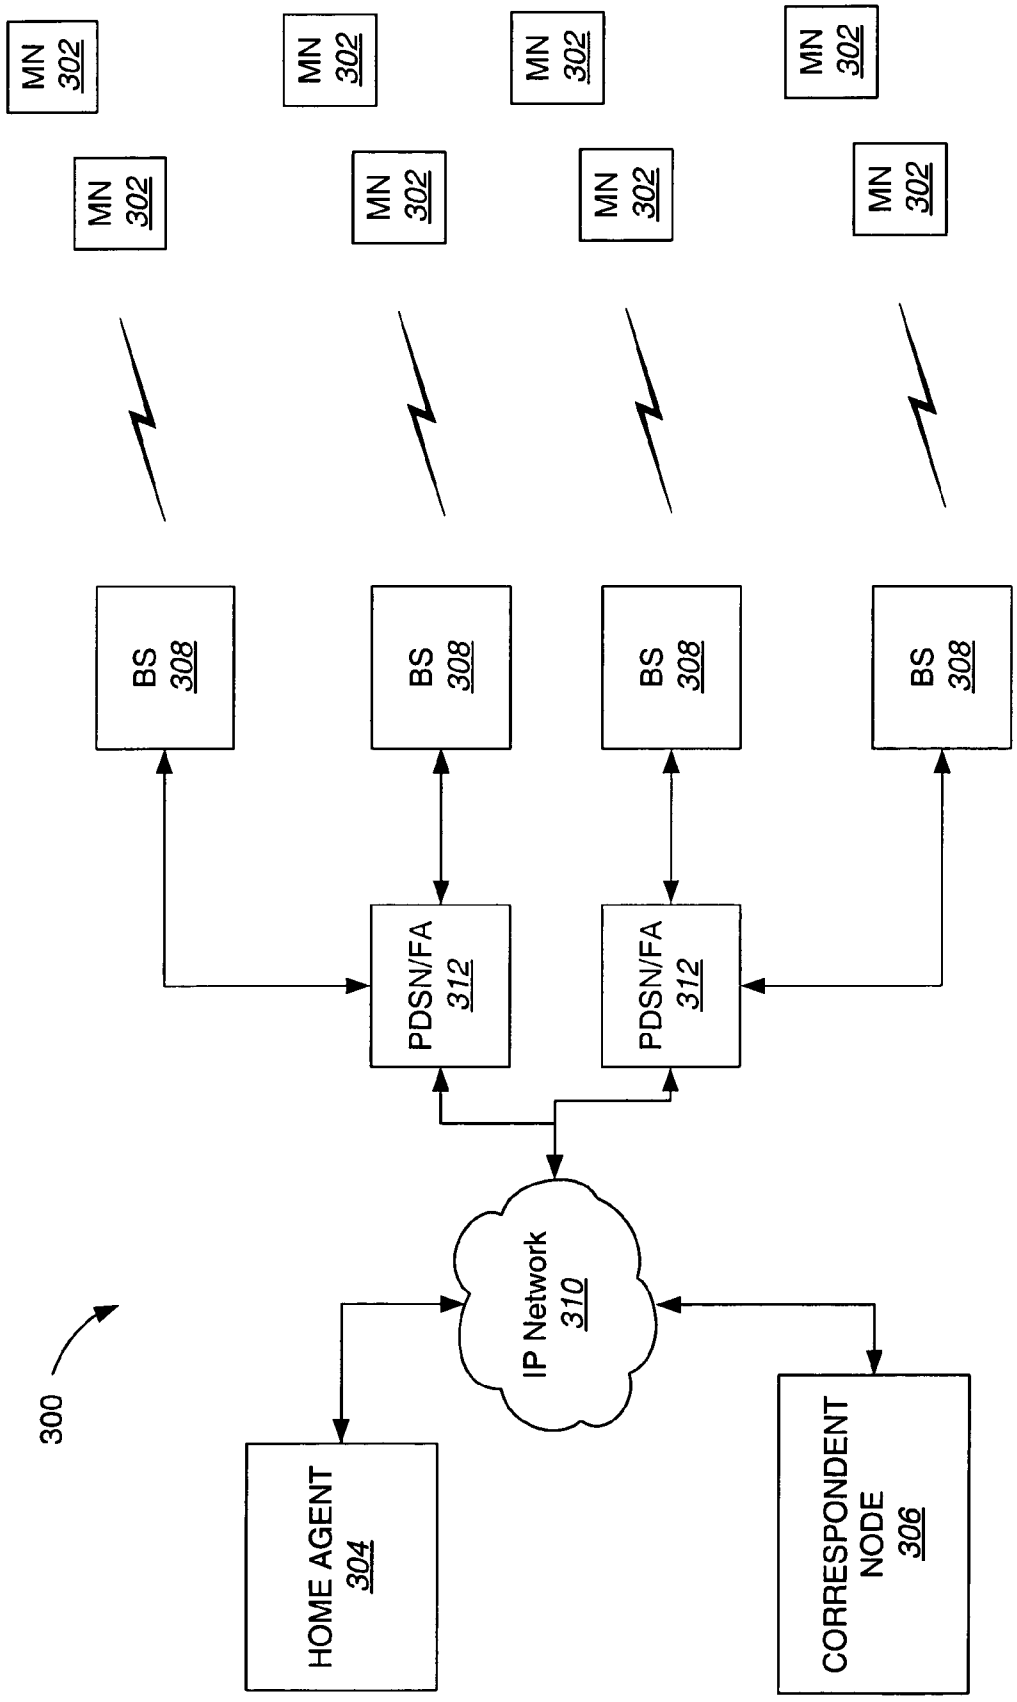 300
HOME AGENT
304
CORRESPONDENT
NODE
306
IP Network
310
PDSN/FA
312
PDSN/FA
312
BS
308
BS
308
BS
308
BS
308
MN
302
MN
302
MN
302
MN
302
MN
302
MN
302
MN
302
MN
302